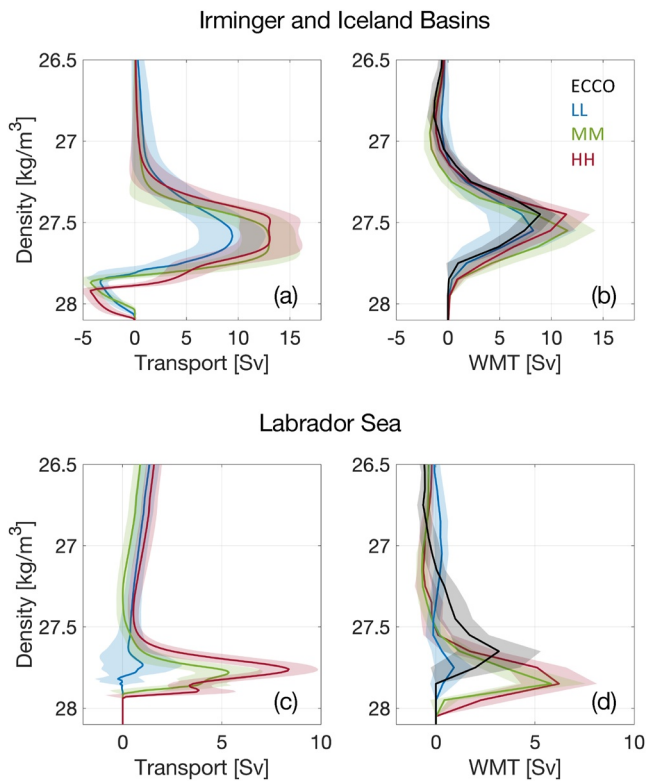 Irminger and Iceland Basins
26.5
27
27.5
28
Density [kg/m³]
(a)
-5 0 5 10 15
Transport [Sv]
26.5
27
27.5
28
ECCO
LL
MM
HH
(b)
-5 0 5 10 15
WMT [Sv]
Labrador Sea
26.5
27
27.5
28
Density [kg/m³]
(c)
0 5 10
Transport [Sv]
26.5
27
27.5
28
(d)
0 5 10
WMT [Sv]